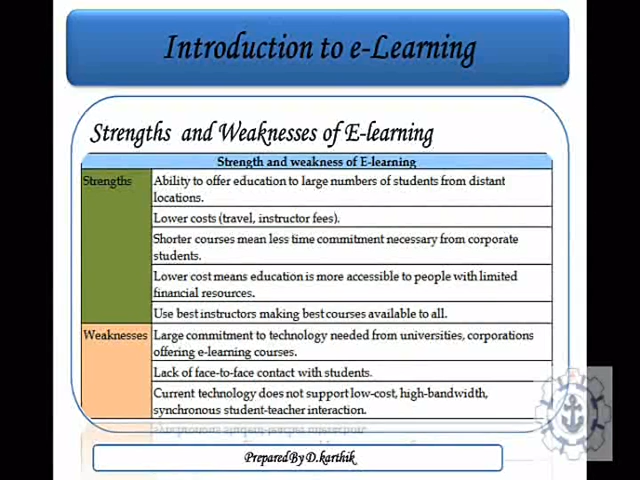 Introduction to e-Learning
Strengths and Weaknesses of E-learning
Strength and weakness of E-learning
Strengths
Ability to offer education to large numbers of students from distant
locations.
Lower costs (travel, instructor fees).
Shorter courses mean less time commitment necessary from corporate
students.
Lower cost means education is more accessible to people with limited
financial resources.
Use best instructors making best courses available to all.
Weaknesses
Large commitment to technology needed from universities, corporations
offering e-learning courses.
Lack of face-to-face contact with students.
Current technology does not support low-cost, high-bandwidth,
synchronous student-teacher interaction.
Prepared By D.karthik